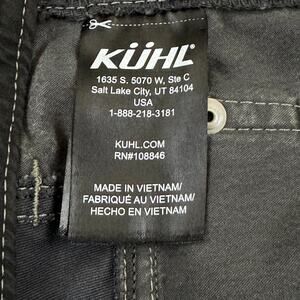 KÜHL
1635 S. 5070 W, Ste C
Salt Lake City, UT 84104
USA
1-888-218-3181
KUHL.COM
RN#108846
MADE IN VIETNAM/
FABRIQUÉ AU VIETNAM/
HECHO EN VIETNAM